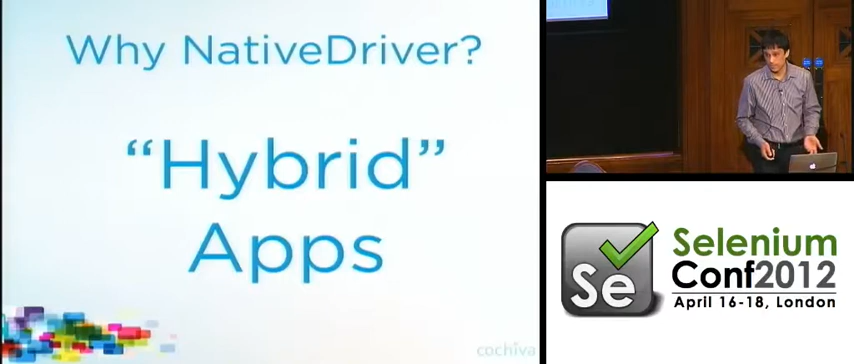 Why NativeDriver?
“Hybrid”
Apps
cochiva
Se
Selenium
Conf2012
April 16-18, London